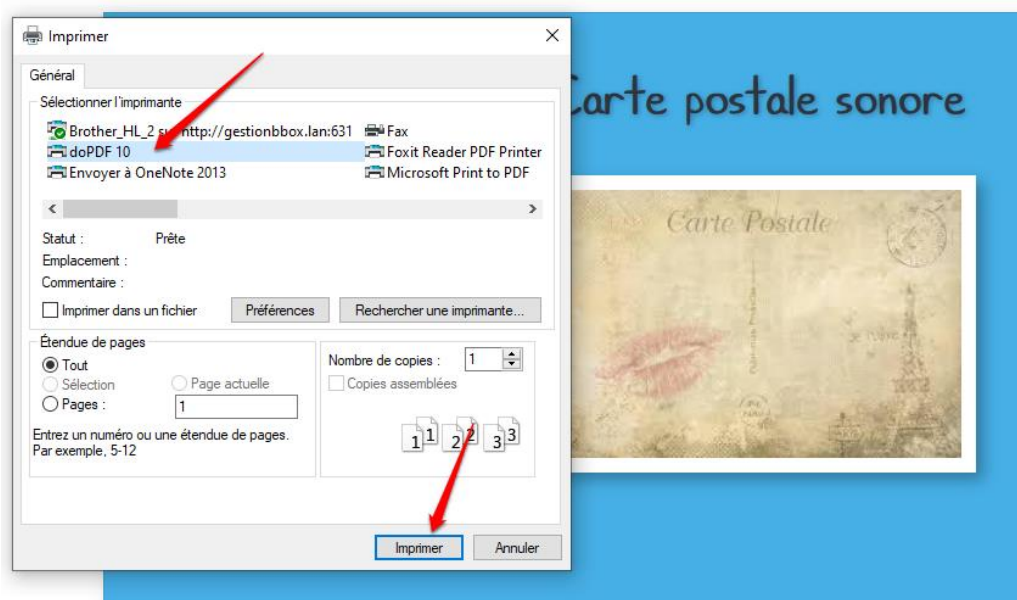 Imprimer
Général
Sélectionner l'imprimante
Brother_HL_2 http://gestionbbox.lan:631
Fax
doPDF 10
Foxit Reader PDF Printer
Envoyer à OneNote 2013
Microsoft Print to PDF
Statut : Prête
Emplacement :
Commentaire :
Imprimer dans un fichier
Préférences
Rechercher une imprimante...
Étendue de pages
Tout
Sélection
Page actuelle
Pages : 1
Entrez un numéro ou une étendue de pages.
Par exemple, 5-12
Nombre de copies : 1
Copies assemblées
1 1 2 2 3 3
Imprimer
Annuler
Carte postale sonore
Carte Postale